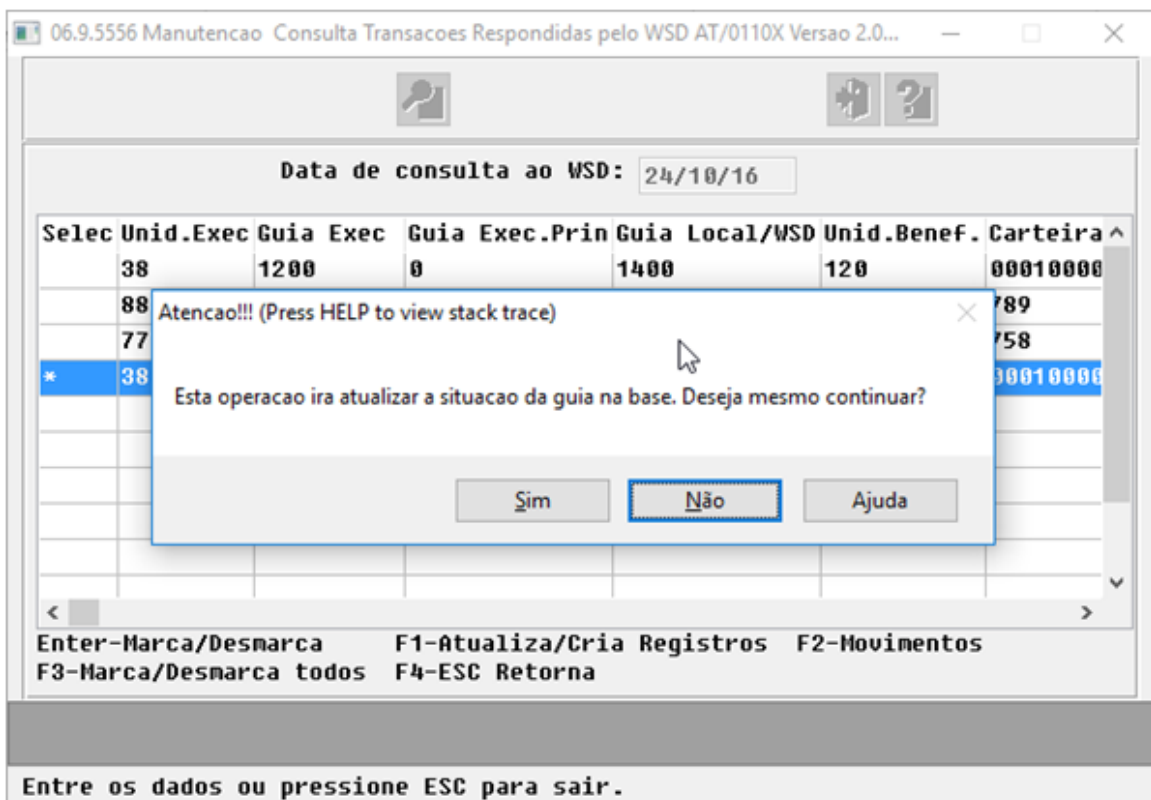 06.9.5556 Manutencao Consulta Transacoes Respondidas pelo WSD AT/0110X Versao 2.0...
Data de consulta ao WSD: 24/10/16
Selec Unid.Exec Guia Exec Guia Exec.Prin Guia Local/WSD Unid.Benef. Carteira
38 1200 0 1400 120 00010000
88 789
77 758
* 38 00010000
Atencao!!! (Press HELP to view stack trace)
Esta operacao ira atualizar a situacao da guia na base. Deseja mesmo continuar?
Sim Não Ajuda
Enter-Marca/Desmarca F1-Atualiza/Cria Registros F2-Movimentos
F3-Marca/Desmarca todos F4-ESC Retorna
Entre os dados ou pressione ESC para sair.